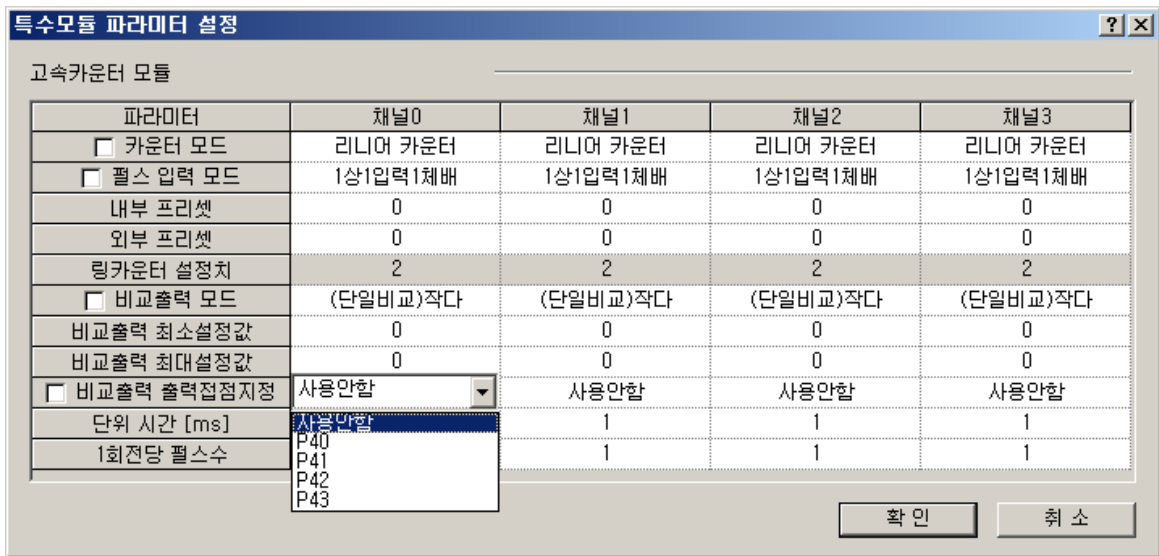 특수모듈 파라미터 설정
고속카운터 모듈
파라미터 채널0 채널1 채널2 채널3
카운터 모드 리니어 카운터 리니어 카운터 리니어 카운터 리니어 카운터
펄스 입력 모드 1상1입력1체배 1상1입력1체배 1상1입력1체배 1상1입력1체배
내부 프리셋 0 0 0 0
외부 프리셋 0 0 0 0
링카운터 설정치 2 2 2 2
비교출력 모드 (단일비교)작다 (단일비교)작다 (단일비교)작다 (단일비교)작다
비교출력 최소설정값 0 0 0 0
비교출력 최대설정값 0 0 0 0
비교출력 출력접점지정 사용안함 사용안함 사용안함 사용안함
단위 시간 [ms] 사용안함 1 1 1
P40
1회전당 펄스수 P41 1 1 1
P42
P43
확인 취소